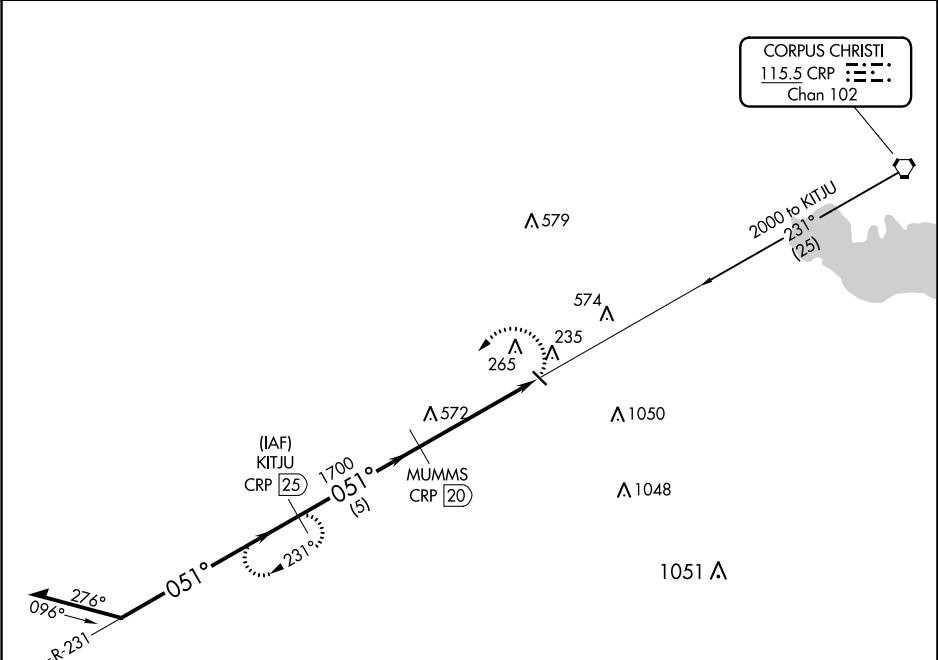 CORPUS CHRISTI
115.5 CRP
Chan 102
2000 to KITJU
231°
(25)
579
574
235
265
572
1050
(IAF)
KITJU
CRP 25
1700
051°
(5)
MUMMS
CRP 20
1048
231°
1051
051°
276°
096°
R-231